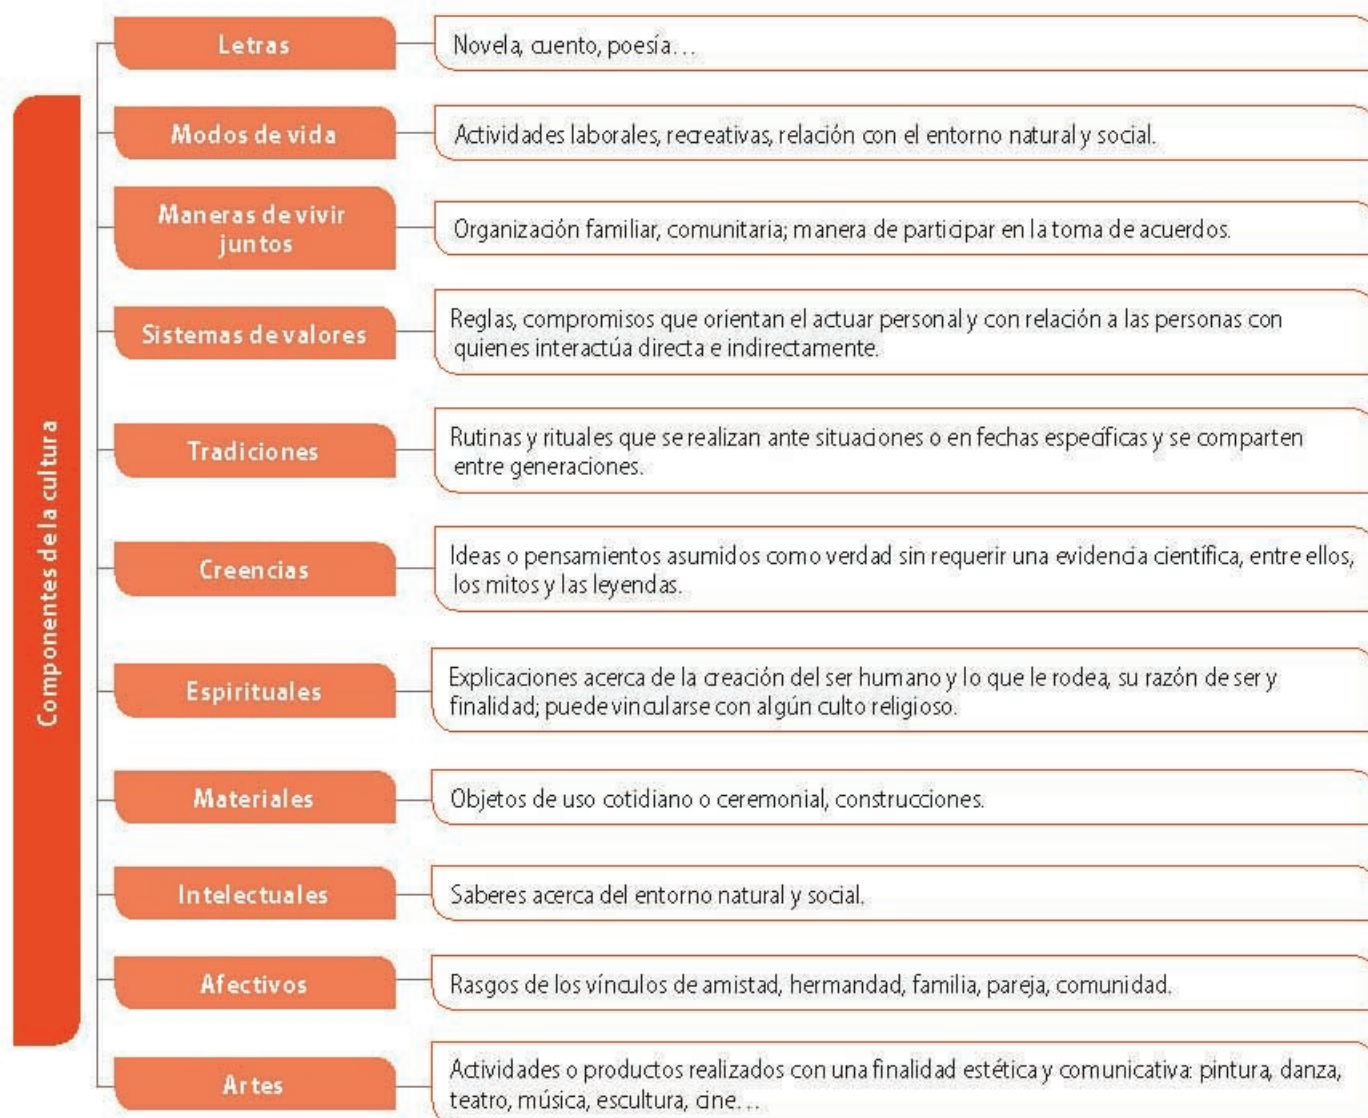 Componentes de la cultura
Letras
Novela, cuento, poesía…
Modos de vida
Actividades laborales, recreativas, relación con el entorno natural y social.
Maneras de vivir
juntos
Organización familiar, comunitaria; manera de participar en la toma de acuerdos.
Sistemas de valores
Reglas, compromisos que orientan el actuar personal y con relación a las personas con
quienes interactúa directa e indirectamente.
Tradiciones
Rutinas y rituales que se realizan ante situaciones o en fechas específicas y se comparten
entre generaciones.
Creencias
Ideas o pensamientos asumidos como verdad sin requerir una evidencia científica, entre ellos,
los mitos y las leyendas.
Espirituales
Explicaciones acerca de la creación del ser humano y lo que le rodea, su razón de ser y
finalidad; puede vincularse con algún culto religioso.
Materiales
Objetos de uso cotidiano o ceremonial, construcciones.
Intelectuales
Saberes acerca del entorno natural y social.
Afectivos
Rasgos de los vínculos de amistad, hermandad, familia, pareja, comunidad.
Artes
Actividades o productos realizados con una finalidad estética y comunicativa: pintura, danza,
teatro, música, escultura, cine…